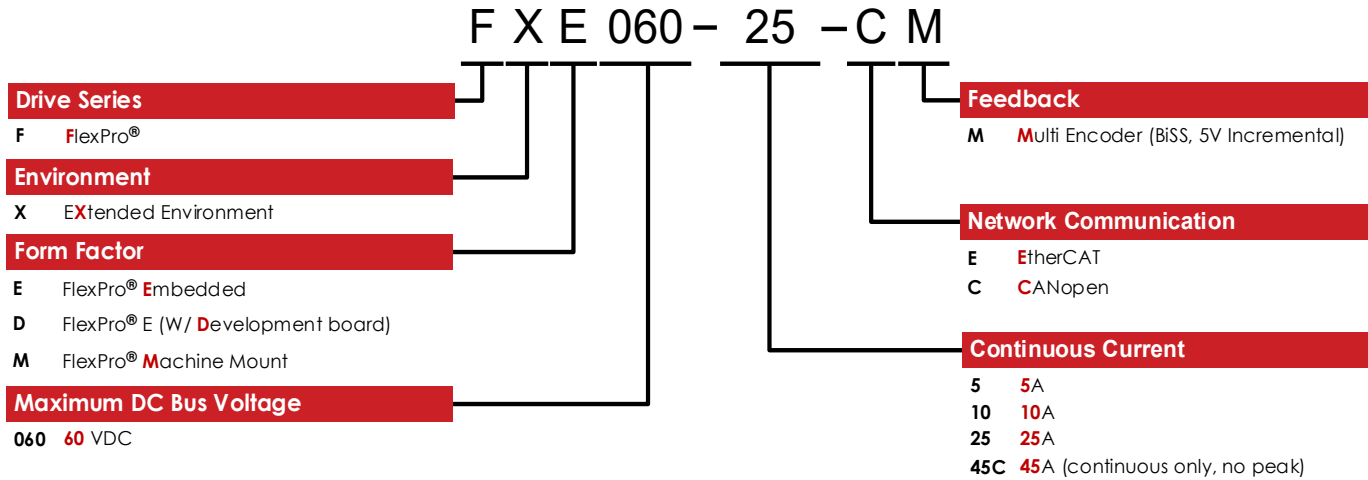 F X E 060 – 25 – C M
Drive Series
F FlexPro®
Environment
X EXtended Environment
Form Factor
E FlexPro® Embedded
D FlexPro® E (W/ Development board)
M FlexPro® Machine Mount
Maximum DC Bus Voltage
060 60 VDC
Feedback
M Multi Encoder (BiSS, 5V Incremental)
Network Communication
E EtherCAT
C CANopen
Continuous Current
5 5A
10 10A
25 25A
45C 45A (continuous only, no peak)